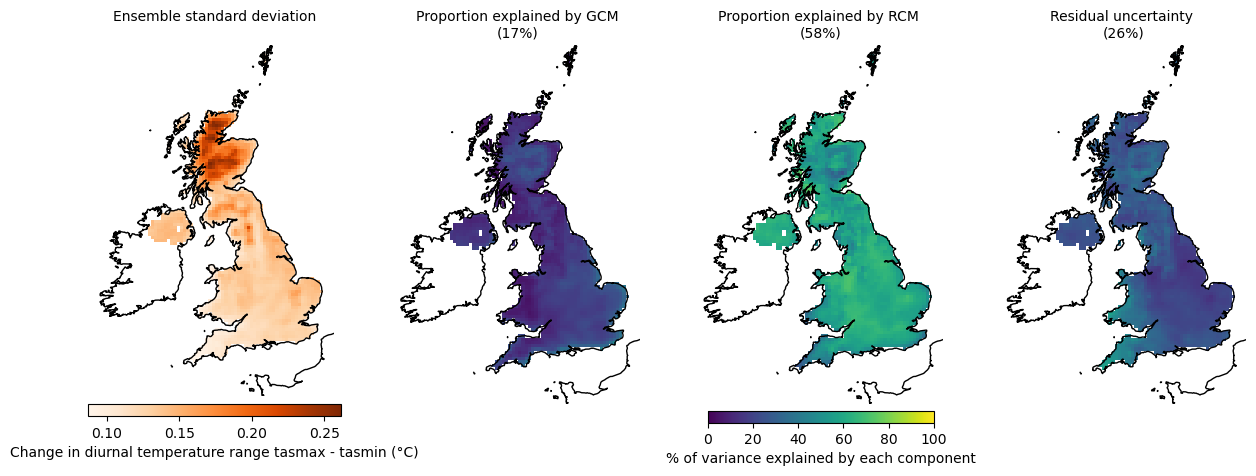 Ensemble standard deviation
Proportion explained by GCM
(17%)
Proportion explained by RCM
(58%)
Residual uncertainty
(26%)
0.10 0.15 0.20 0.25
Change in diurnal temperature range tasmax - tasmin (°C)
0 20 40 60 80 100
% of variance explained by each component